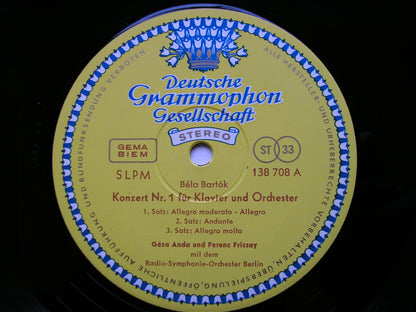 ALLE HERSTELLER- UND URHEBERRECHTE VORBEHALTEN
ÜBERSPIELUNG, ÖFFENTLICHE AUFFÜHRUNG UND RUNDFUNKSENDUNG VERBOTEN
Deutsche
Grammophon
Gesellschaft
STEREO
GEMA
BIEM
ST 33
SLPM
138 708 A
Béla Bartók
Konzert Nr. 1 für Klavier und Orchester
1. Satz: Allegro moderato - Allegro
2. Satz: Andante
3. Satz: Allegro molto
Géza Anda und Ferenc Fricsay
mit dem
Radio-Symphonie-Orchester Berlin